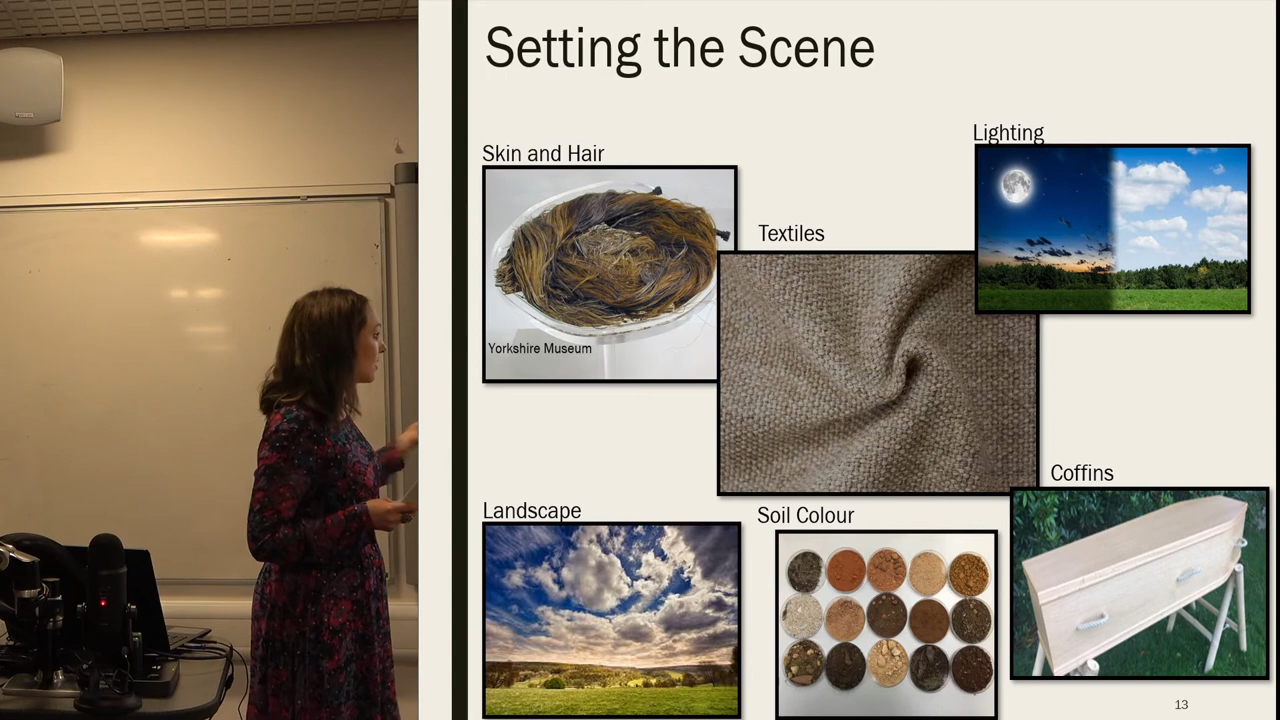 Setting the Scene
Skin and Hair
Yorkshire Museum
Textiles
Lighting
Landscape
Soil Colour
Coffins
13